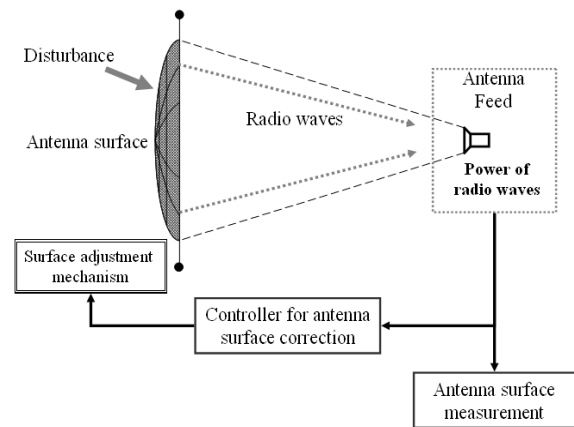 Disturbance
Antenna surface
Radio waves
Antenna
Feed
Power of
radio waves
Surface adjustment
mechanism
Controller for antenna
surface correction
Antenna surface
measurement